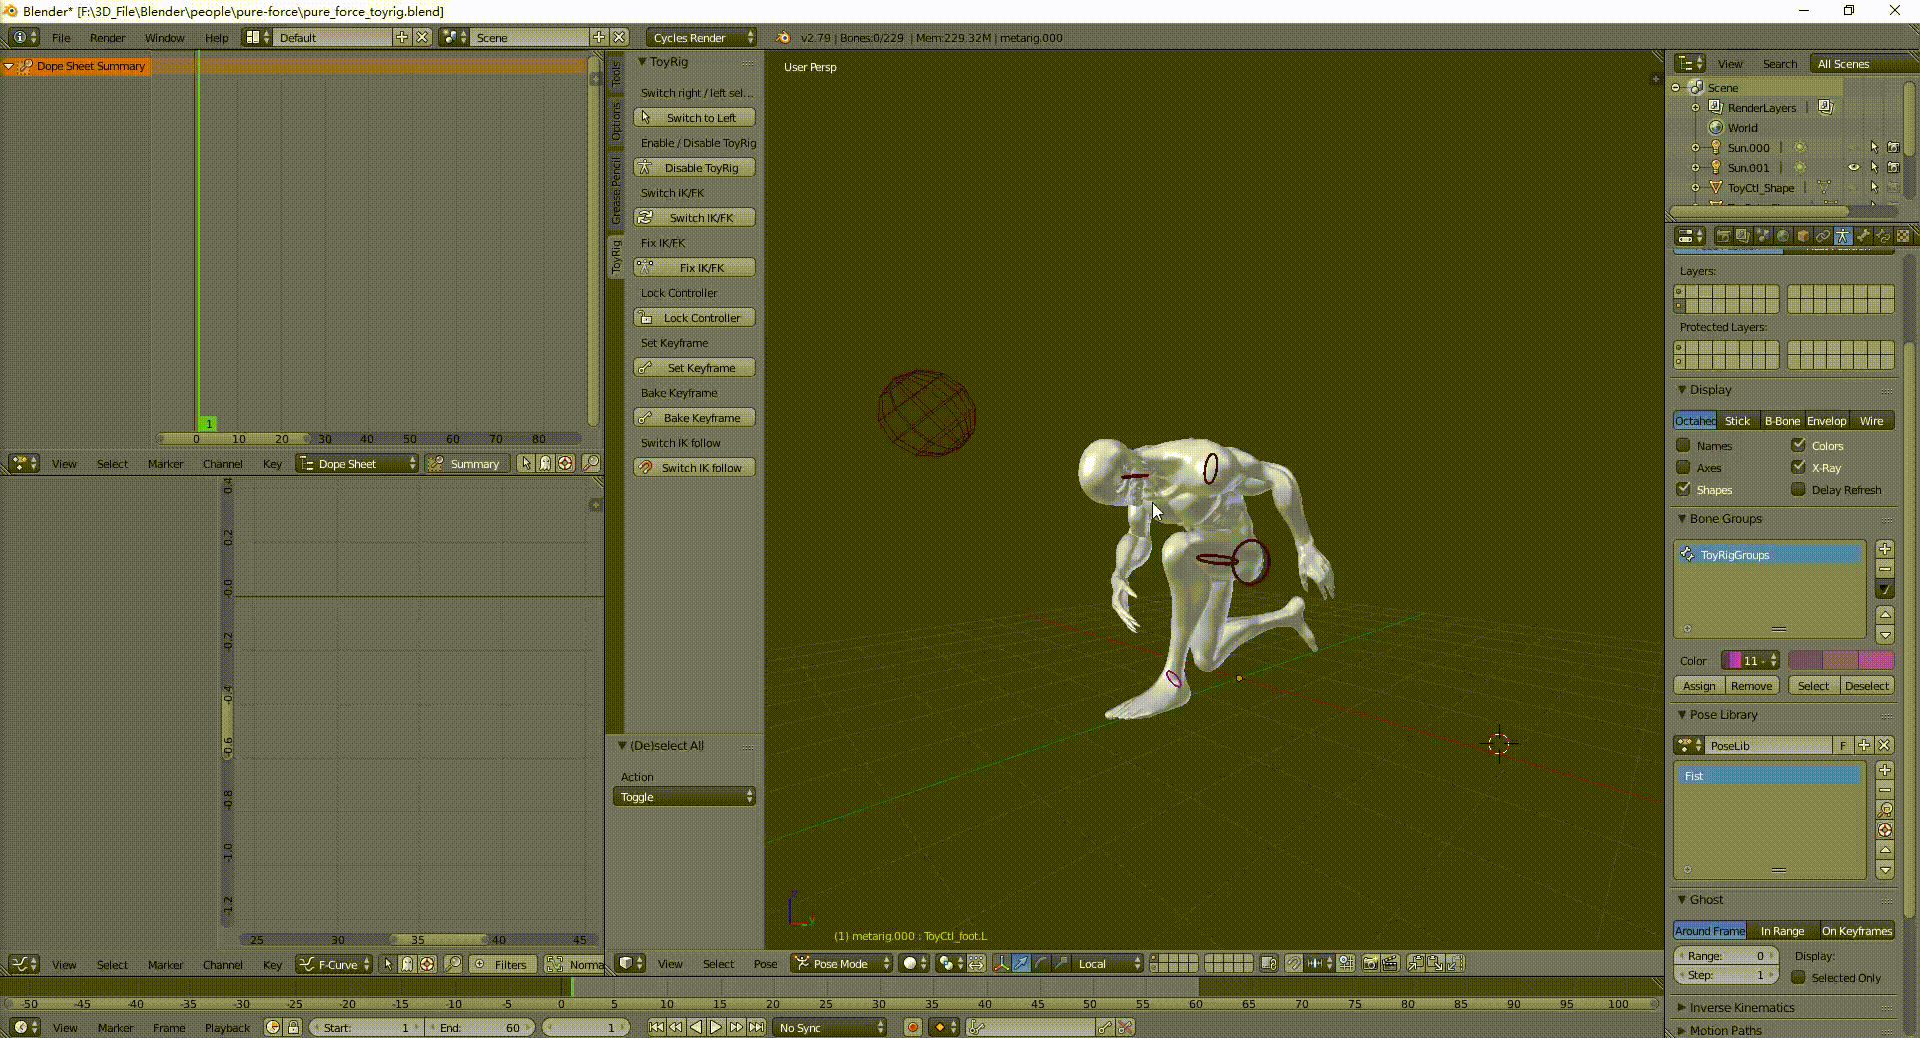 Blender* [F:\3D_File\Blender\people\pure-force\pure_force_toyrig.blend]
File Render Window Help Default Scene Cycles Render v2.79 | Bones:0/229 | Mem:229.32M | metarig.000
Dope Sheet Summary
1
0 10 20 30 40 50 60 70 80
View Select Marker Channel Key Dope Sheet Summary
0.4
0.2
-0.0
-0.2
-0.4
-0.6
-0.8
-1.0
-1.2
25 30 35 40 45
View Select Marker Channel Key F-Curve Filters Norma
Tools
Options
Grease Pencil
ToyRig
ToyRig
Switch right / left sel...
Switch to Left
Enable / Disable ToyRig
Disable ToyRig
Switch IK/FK
Switch IK/FK
Fix IK/FK
Fix IK/FK
Lock Controller
Lock Controller
Set Keyframe
Set Keyframe
Bake Keyframe
Bake Keyframe
Switch IK follow
Switch IK follow
(De)select All
Action
Toggle
User Persp
(1) metarig.000 : ToyCtl_foot.L
View Select Pose Pose Mode Local
View Search All Scenes
Scene
RenderLayers |
World
Sun.000 |
Sun.001 |
ToyCtl_Shape |
Layers:
Protected Layers:
Display
Octahed Stick B-Bone Envelop Wire
Names Colors
Axes X-Ray
Shapes Delay Refresh
Bone Groups
ToyRigGroups
Color 11
Assign Remove Select Deselect
Pose Library
PoseLib F
Fist
Ghost
Around Frame In Range On Keyframes
Range: 0 Display:
Step: 1 Selected Only
Inverse Kinematics
Motion Paths
-50 -45 -40 -35 -30 -25 -20 -15 -10 -5 0 5 10 15 20 25 30 35 40 45 50 55 60 65 70 75 80 85 90 95 100
View Marker Frame Playback Start: 1 End: 60 1 No Sync